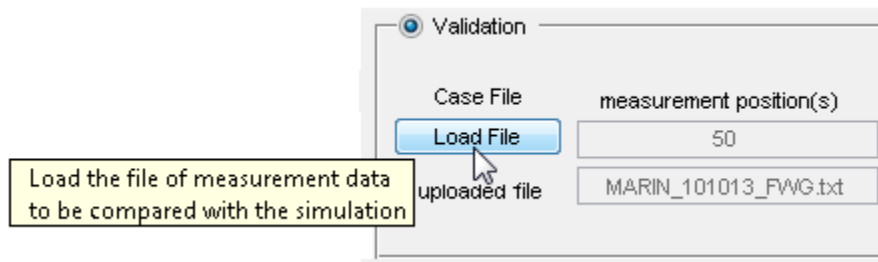 Validation
Case File
measurement position(s)
Load File
50
Load the file of measurement data
to be compared with the simulation
uploaded file
MARIN_101013_FWG.txt